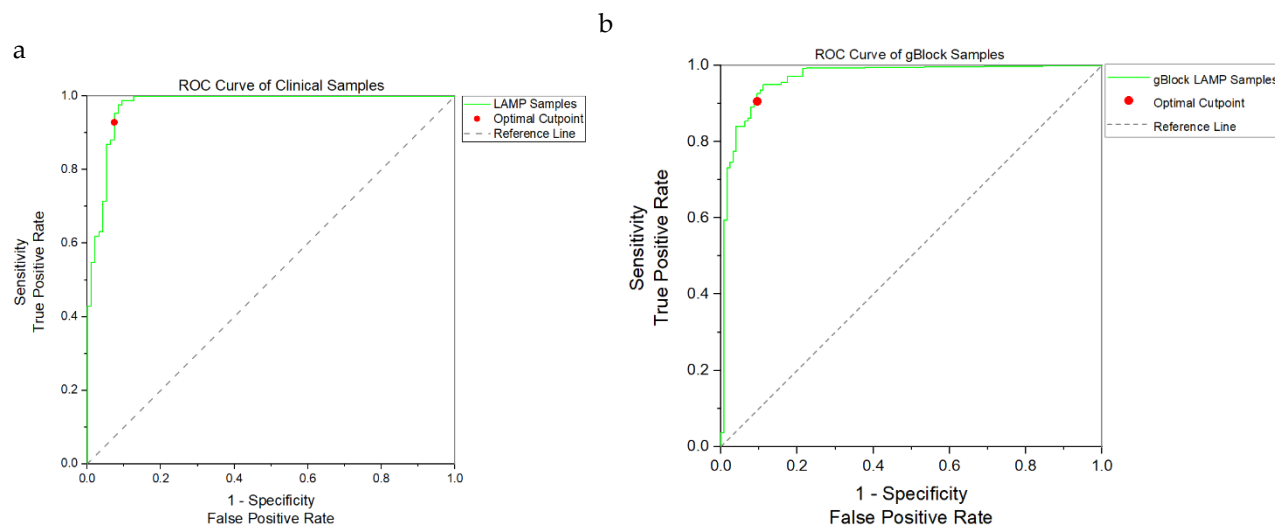 a
ROC Curve of Clinical Samples
1.0
0.8
0.6
0.4
0.2
0.0
0.0 0.2 0.4 0.6 0.8 1.0
Sensitivity
True Positive Rate
1 - Specificity
False Positive Rate
LAMP Samples
Optimal Cutpoint
Reference Line
b
ROC Curve of gBlock Samples
1.0
0.8
0.6
0.4
0.2
0.0
0.0 0.2 0.4 0.6 0.8 1.0
Sensitivity
True Positive Rate
1 - Specificity
False Positive Rate
gBlock LAMP Samples
Optimal Cutpoint
Reference Line